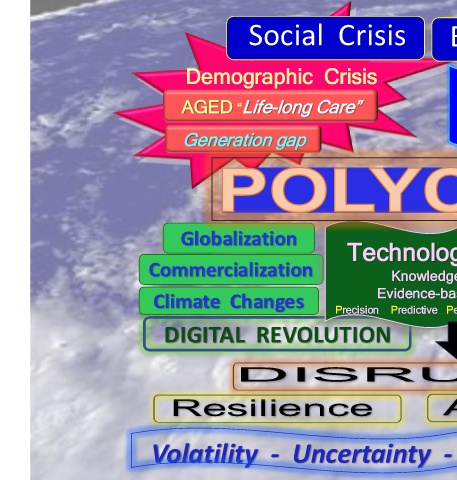 Social Crisis
Demographic Crisis
AGED “Life-long Care”
Generation gap
POLYC
Globalization
Commercialization
Climate Changes
Technolog
Knowledge
Evidence-ba
Precision Predictive Pe
DIGITAL REVOLUTION
DISRU
Resilience A
Volatility - Uncertainty -